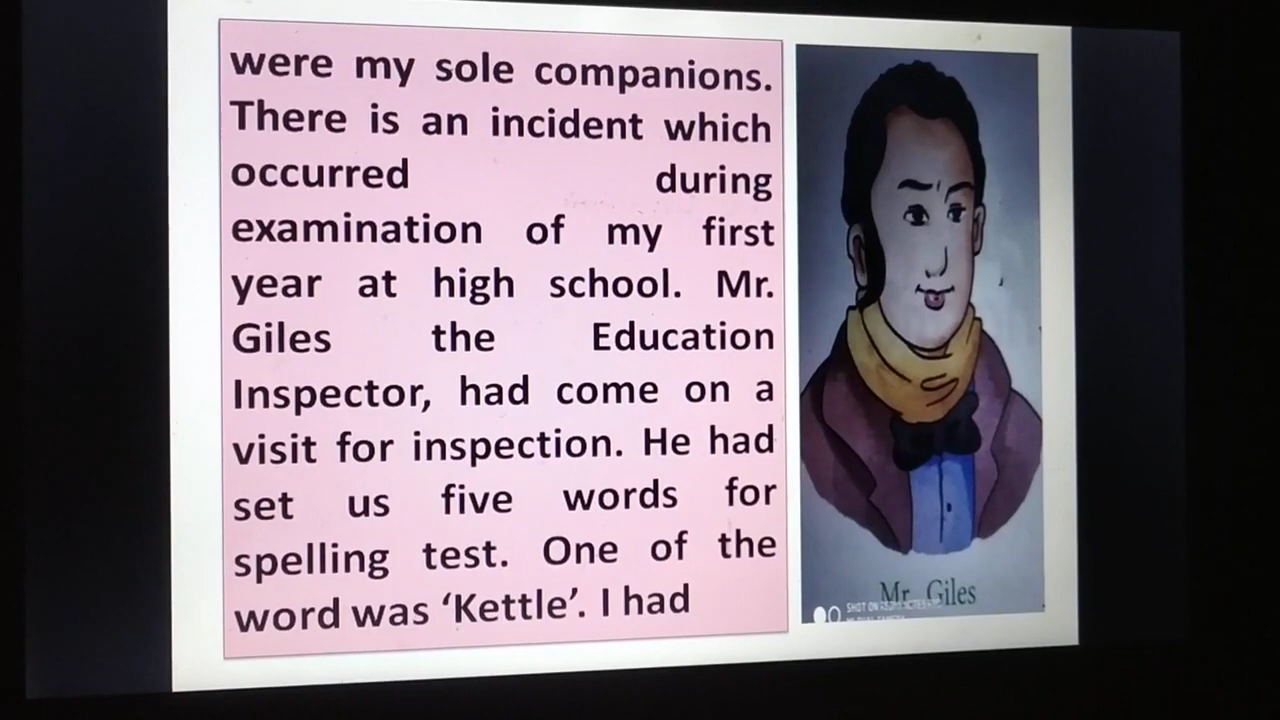 were my sole companions.
There is an incident which
occurred during
examination of my first
year at high school. Mr.
Giles the Education
Inspector, had come on a
visit for inspection. He had
set us five words for
spelling test. One of the
word was ‘Kettle’. I had
Mr. Giles
SHOT ON